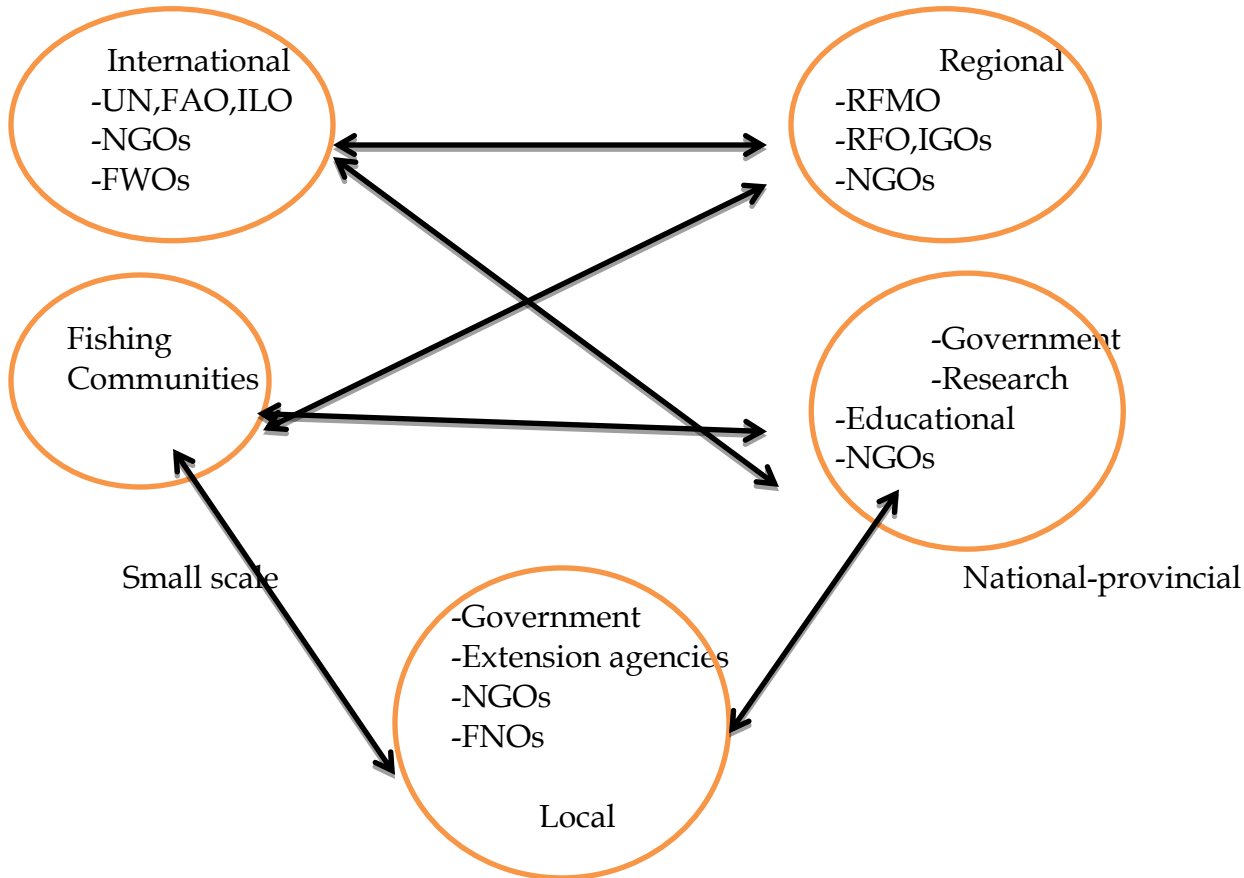 International
-UN,FAO,ILO
-NGOs
-FWOs
Regional
-RFMO
-RFO,IGOs
-NGOs
Fishing
Communities
-Government
-Research
-Educational
-NGOs
Small scale
National-provincial
-Government
-Extension agencies
-NGOs
-FNOs
Local